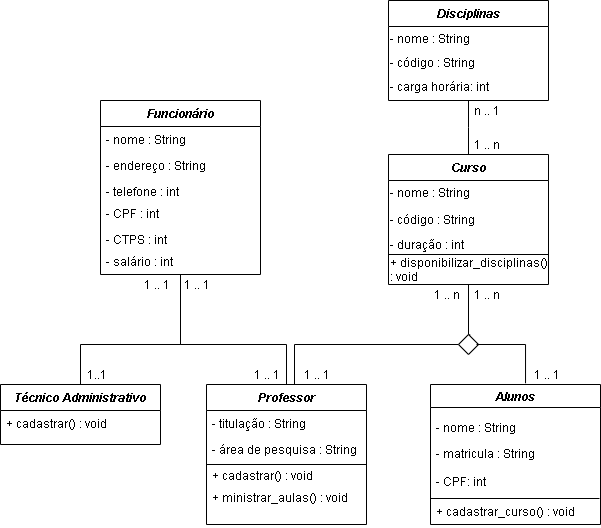 Disciplinas
- nome : String
- código : String
- carga horária: int
n .. 1
1 .. n
Funcionário
- nome : String
- endereço : String
- telefone : int
- CPF : int
- CTPS : int
- salário : int
1 .. 1
1 .. 1
Curso
- nome : String
- código : String
- duração : int
+ disponibilizar_disciplinas()
: void
1 .. n
1 .. n
1..1
1 .. 1
1 .. 1
1 .. 1
Técnico Administrativo
+ cadastrar() : void
Professor
- titulação : String
- área de pesquisa : String
+ cadastrar() : void
+ ministrar_aulas() : void
Alunos
- nome : String
- matricula : String
- CPF: int
+ cadastrar_curso() : void